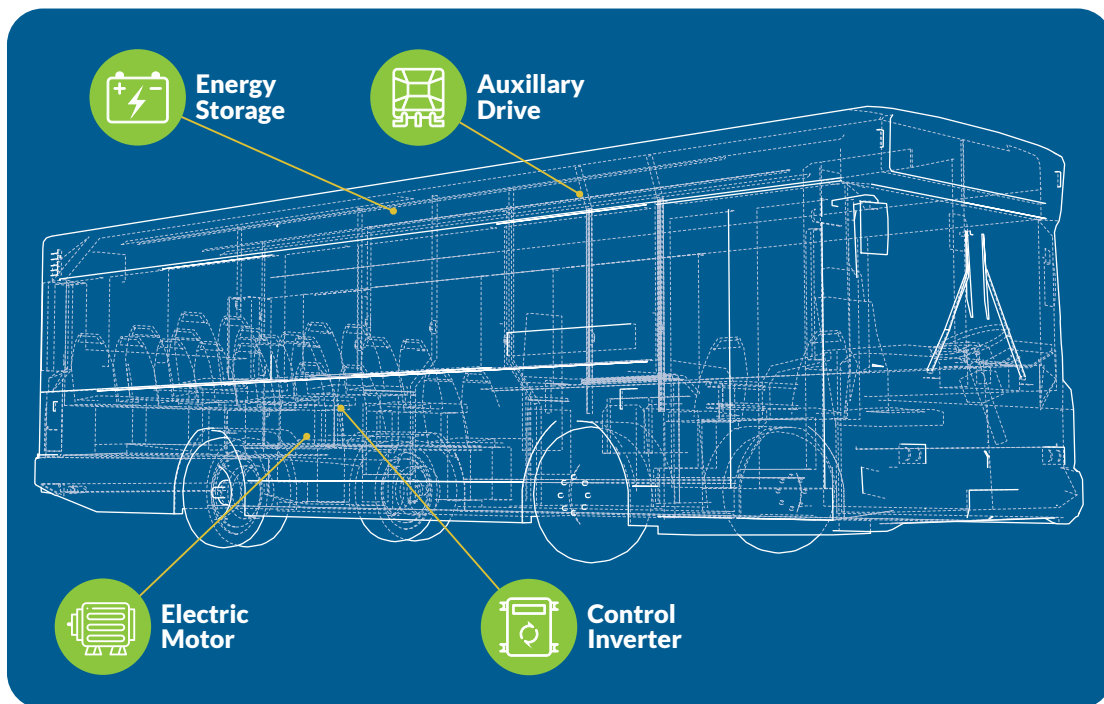 Energy
Storage
Auxillary
Drive
Electric
Motor
Control
Inverter